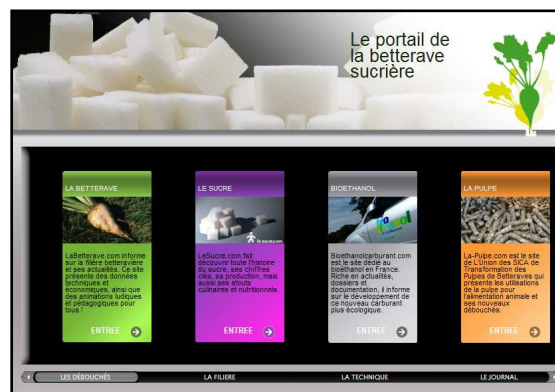 Le portail de
la betterave
sucrière
LA BETTERAVE
LaBetterave.com informe
sur la filière betteravière
et ses actualités. Ce site
présente des données
techniques et
économiques, ainsi que
des animations ludiques
et pédagogiques pour
tous !
ENTREE
LE SUCRE
lesucre.com
LeSucre.com fait
découvrir toute l'histoire
du sucre, ses chiffres
clés, sa production, mais
aussi ses atouts
culinaires et nutritionnels.
ENTREE
BIOETHANOL
Bioethanolcarburant.com
est le site dédié au
bioéthanol en France.
Riche en actualités,
dosaiers et
documentation, il informe
sur le développement de
ce nouveau carburant
plus écologique.
ENTREE
LA PULPE
La-Pulpe.com est le site
de L'Union des SICA de
Transformation des
Pulpes de Betteraves qui
présente les utilisations
de la pulpe pour
l'alimentation animale et
ses nouveaux
débouchés.
ENTREE
LES DÉBOUCHÉS
LA FILIERE
LA TECHNIQUE
LE JOURNAL